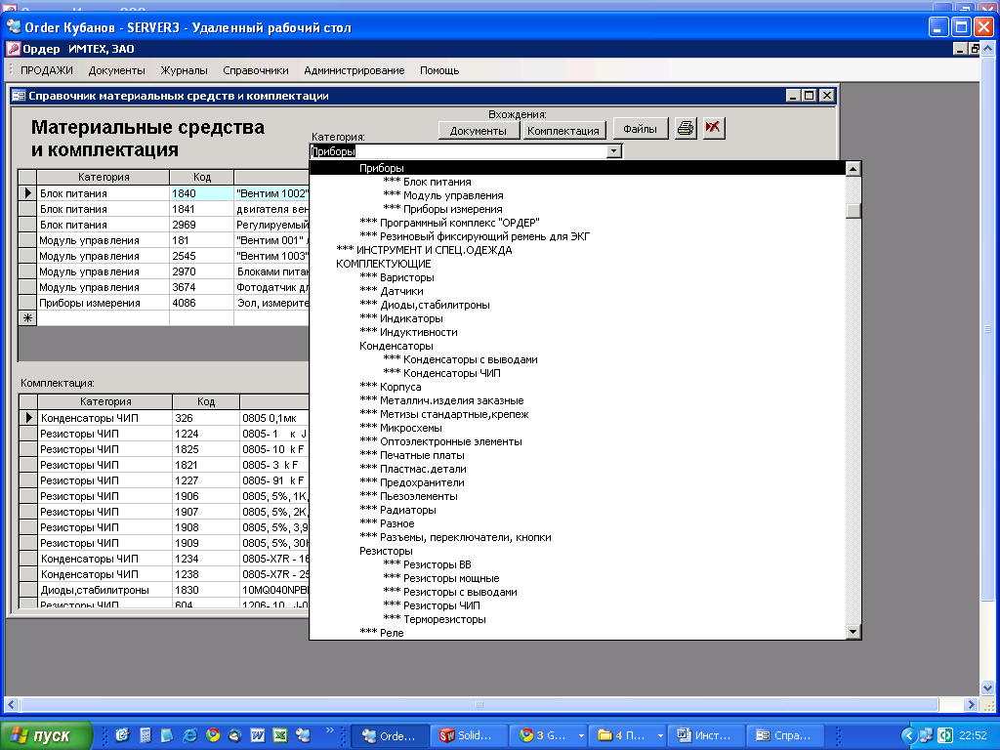 Order Кубанов - SERVER3 - Удаленный рабочий стол
Ордер ИМТЕХ, ЗАО
ПРОДАЖИ Документы Журналы Справочники Администрирование Помощь
Справочник материальных средств и комплектации
Материальные средства
и комплектация
Вхождения:
Документы Комплектация Файлы
Категория:
Приборы
Категория Код
Блок питания 1840 "Вентим 1002"
Блок питания 1841 двигателя вен
Блок питания 2969 Регулируемый
Модуль управления 181 "Вентим 001"
Модуль управления 2545 "Вентим 1003"
Модуль управления 2970 Блоками пита
Модуль управления 3674 Фотодатчик дл
Приборы измерения 4086 Эол, измерите
Приборы
*** Блок питания
*** Модуль управления
*** Приборы измерения
*** Программный комплекс "ОРДЕР"
*** Резиновый фиксирующий ремень для ЭКГ
*** ИНСТРУМЕНТ И СПЕЦ.ОДЕЖДА
КОМПЛЕКТУЮЩИЕ
*** Варисторы
*** Датчики
*** Диоды,стабилитроны
*** Индикаторы
*** Индуктивности
Конденсаторы
*** Конденсаторы с выводами
*** Конденсаторы ЧИП
*** Корпуса
*** Металлич.изделия заказные
*** Метизы стандартные,крепеж
*** Микросхемы
*** Оптоэлектронные элементы
*** Печатные платы
*** Пластмас.детали
*** Предохранители
*** Пьезоэлементы
*** Радиаторы
*** Разное
*** Разъемы, переключатели, кнопки
Резисторы
*** Резисторы ВВ
*** Резисторы мощные
*** Резисторы с выводами
*** Резисторы ЧИП
*** Терморезисторы
*** Реле
Комплектация:
Категория Код
Конденсаторы ЧИП 326 0805 0,1мк
Резисторы ЧИП 1224 0805- 1 к J
Резисторы ЧИП 1825 0805- 10 k F
Резисторы ЧИП 1821 0805- 3 k F
Резисторы ЧИП 1227 0805- 91 k F
Резисторы ЧИП 1906 0805, 5%, 1К,
Резисторы ЧИП 1907 0805, 5%, 2К,
Резисторы ЧИП 1908 0805, 5%, 3,9
Резисторы ЧИП 1909 0805, 5%, 30
Конденсаторы ЧИП 1234 0805-X7R - 16
Конденсаторы ЧИП 1238 0805-X7R - 25
Диоды,стабилитроны 1830 10MQ040NPB
Резисторы ЧИП 604 1206- 10 J-0
пуск Orde... Solid... 3 G... 4 П... Инст... Спра... 22:52